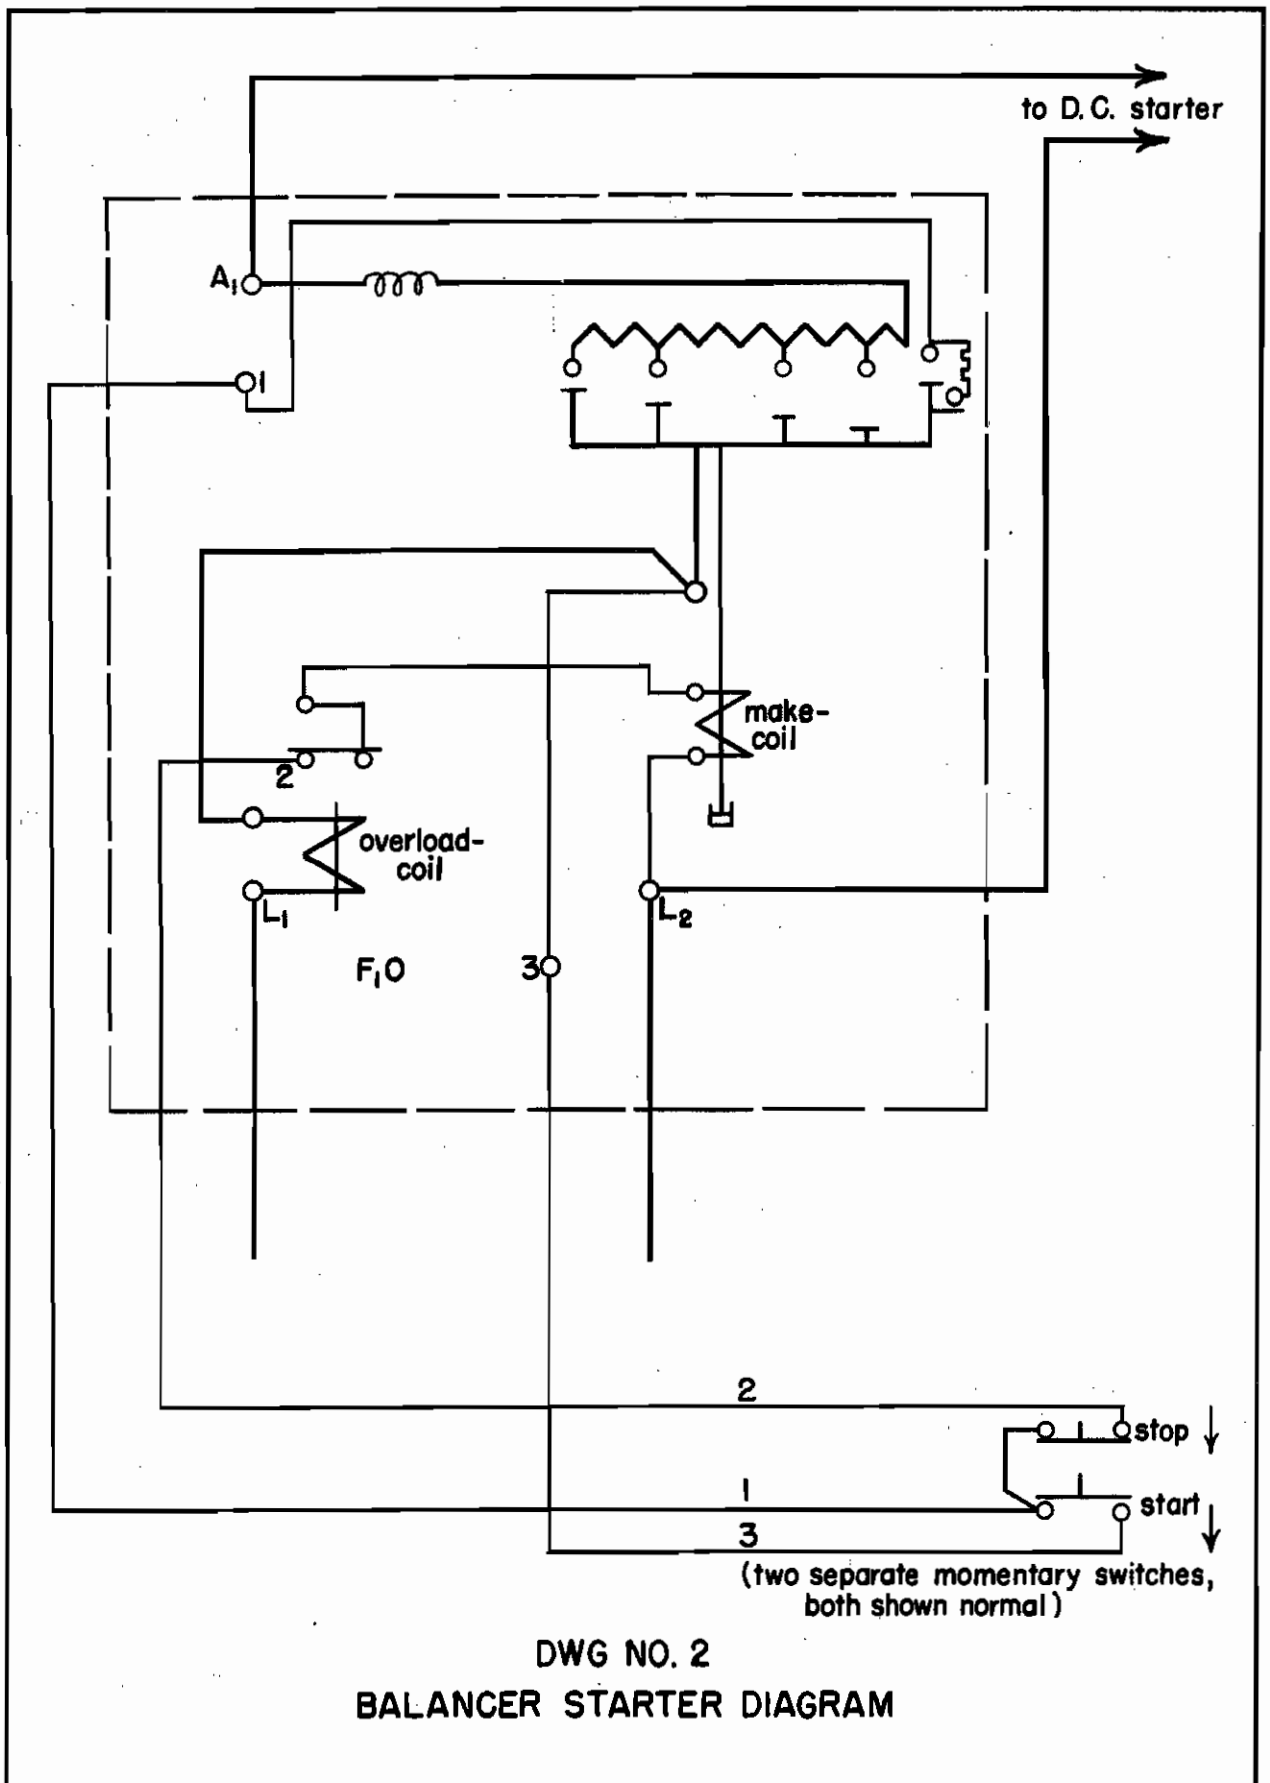 to D.C. starter
A1
1
make-
coil
2
overload-
coil
L1
L2
F1O
3
2
stop
1
start
3
(two separate momentary switches,
both shown normal)
DWG NO. 2
BALANCER STARTER DIAGRAM